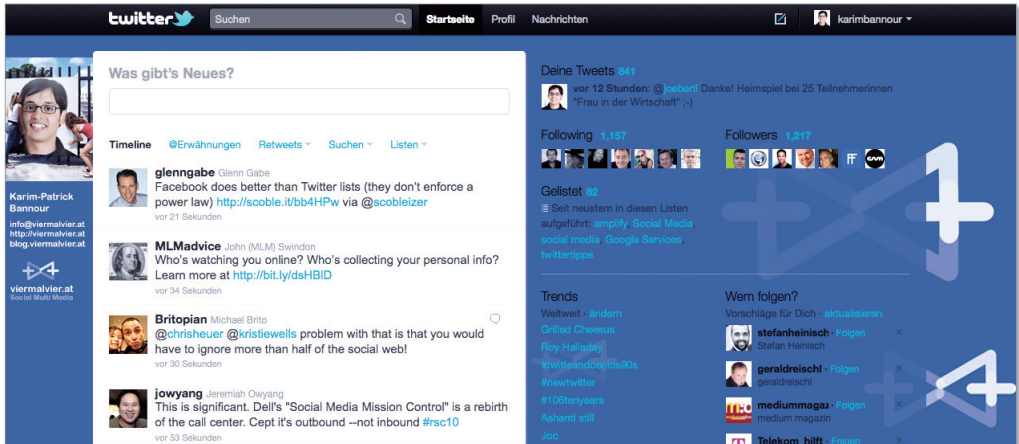 twitter
Suchen
Startseite Profil Nachrichten
karimbannour
Karim-Patrick
Bannour
info@viermalvier.at
http://viermalvier.at
blog.viermalvier.at
viermalvier.at
Social Multi Media
Was gibt's Neues?
Timeline @Erwähnungen Retweets Suchen Listen
glenngabe Glenn Gabe
Facebook does better than Twitter lists (they don't enforce a
power law) http://scoble.it/bb4HPw via @scobleizer
vor 21 Sekunden
MLMadvice John (MLM) Swindon
Who's watching you online? Who's collecting your personal info?
Learn more at http://bit.ly/dsHBlD
vor 34 Sekunden
Britopian Michael Brito
@chrisheuer @kristiewells problem with that is that you would
have to ignore more than half of the social web!
vor 30 Sekunden
jowyang Jeremiah Owyang
This is significant. Dell's "Social Media Mission Control" is a rebirth
of the call center. Cept it's outbound --not inbound #rsc10
vor 53 Sekunden
Deine Tweets 841
vor 12 Stunden: @joebertl Danke! Heimspiel bei 25 Teilnehmerinnen
"Frau in der Wirtschaft" ;-)
Following 1,157
Followers 1,217
Gelistet 82
Seit neustem in diesen Listen
aufgeführt: amplify, Social Media,
social media, Google Services,
twittertipps
Trends
Weltweit · ändern
Grilled Cheesus
Roy Halladay
#twitteandonolos90s
#newtwitter
#106tenyears
Ashanti still
Joc
Wem folgen?
Vorschläge für Dich · aktualisieren
stefanheinisch · Folgen
Stefan Heinisch
geraldreischl · Folgen
geraldreischl
mediummagaz · Folgen
medium magazin
Telekom_hilft · Folgen